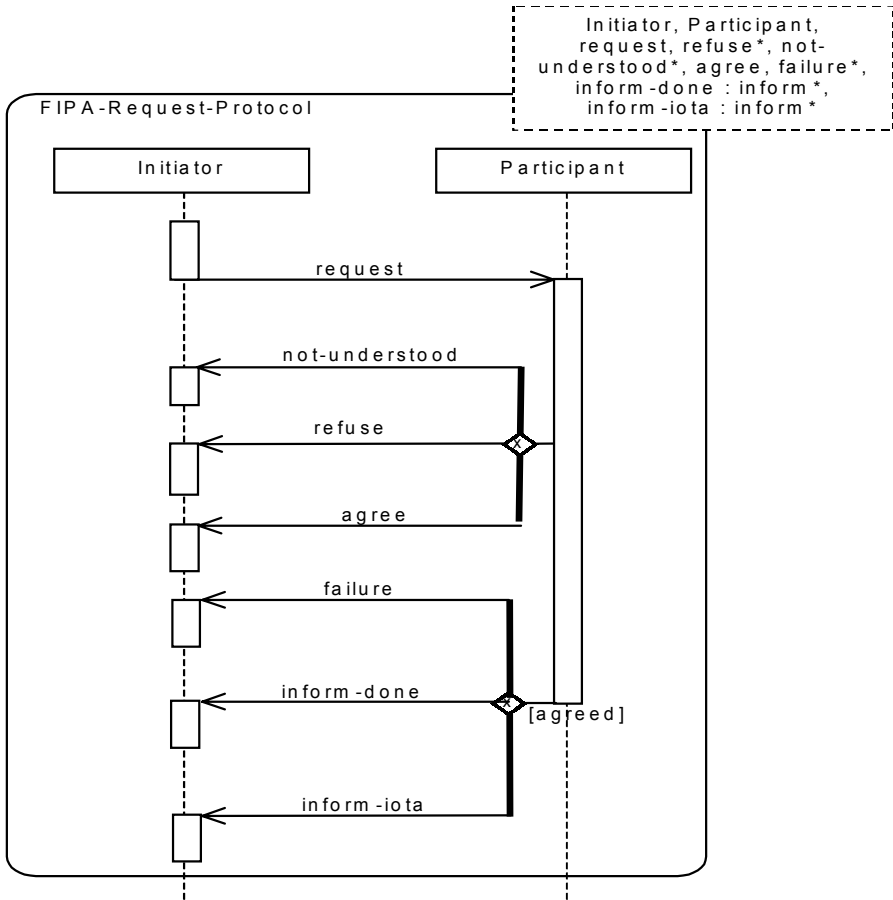 Initiator, Participant,
request, refuse*, not-
understood*, agree, failure*,
inform-done : inform*,
inform-iota : inform*
FIPA-Request-Protocol
Initiator
Participant
request
not-understood
refuse
x
agree
failure
inform-done
x
[agreed]
inform-iota